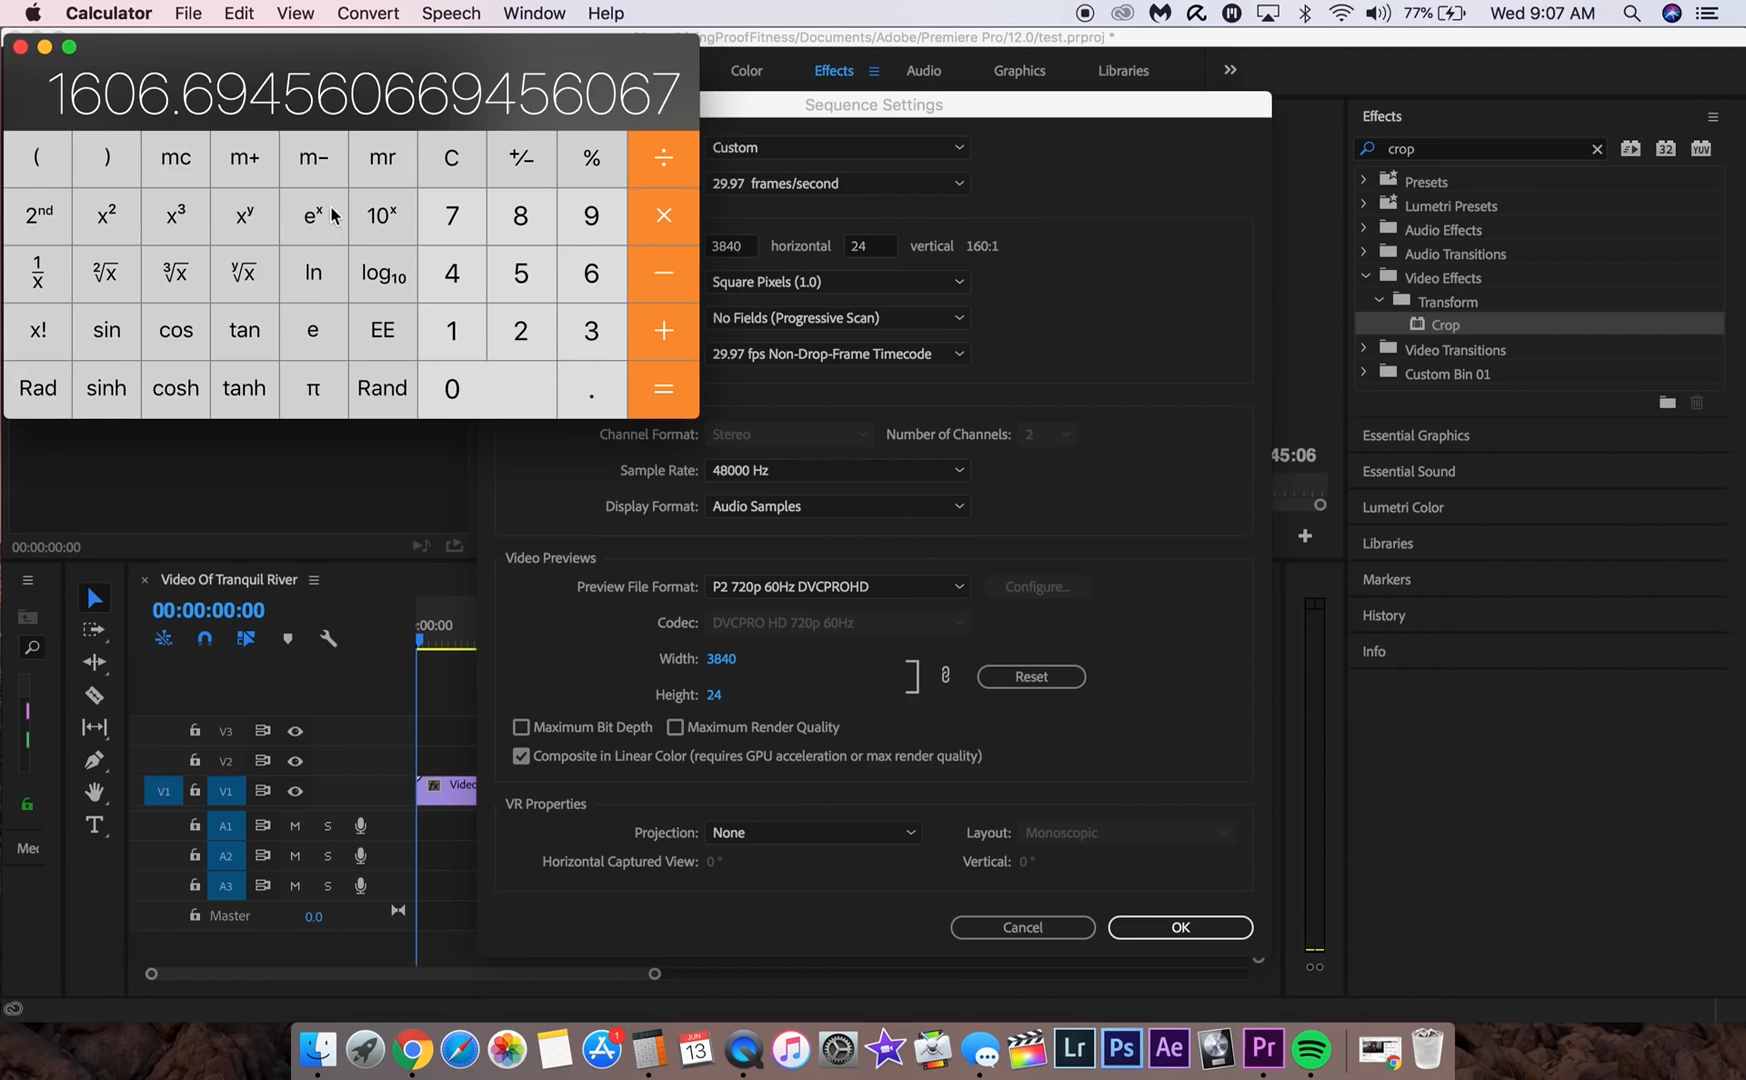 Calculator File Edit View Convert Speech Window Help 77% Wed 9:07 AM
ingProofFitness/Documents/Adobe/Premiere Pro/12.0/test.prproj *
1606.694560669456067
( ) mc m+ m- mr C +/- % ÷
2nd x² x³ xʸ eˣ 10ˣ 7 8 9 ×
1/x ²√x ³√x ʸ√x ln log₁₀ 4 5 6 −
x! sin cos tan e EE 1 2 3 +
Rad sinh cosh tanh π Rand 0 . =
Color Effects Audio Graphics Libraries
Sequence Settings
Custom
29.97 frames/second
3840 horizontal 24 vertical 160:1
Square Pixels (1.0)
No Fields (Progressive Scan)
29.97 fps Non-Drop-Frame Timecode
Channel Format: Stereo Number of Channels: 2
Sample Rate: 48000 Hz
Display Format: Audio Samples
Video Previews
Preview File Format: P2 720p 60Hz DVCPROHD Configure...
Codec: DVCPRO HD 720p 60Hz
Width: 3840
Height: 24
Reset
Maximum Bit Depth Maximum Render Quality
Composite in Linear Color (requires GPU acceleration or max render quality)
VR Properties
Projection: None Layout: Monoscopic
Horizontal Captured View: 0° Vertical: 0°
Cancel OK
Effects
crop
32 YUV
Presets
Lumetri Presets
Audio Effects
Audio Transitions
Video Effects
Transform
Crop
Video Transitions
Custom Bin 01
Essential Graphics
Essential Sound
Lumetri Color
Libraries
Markers
History
Info
45:06
00:00:00:00
× Video Of Tranquil River
00:00:00:00
:00:00
V3
V2
V1 V1 fx Video
A1 M S
A2 M S
A3 M S
Master 0.0
T
Mec
1 JUN 13 Lr Ps Ae Pr